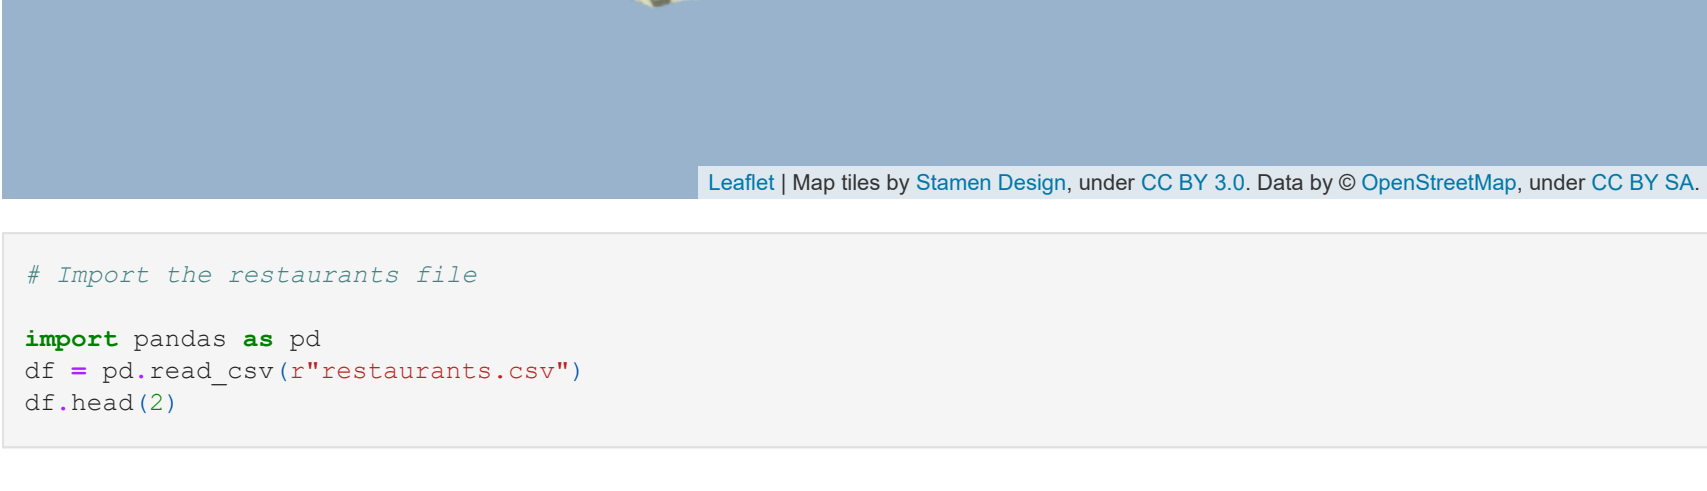 Leaflet | Map tiles by Stamen Design, under CC BY 3.0. Data by © OpenStreetMap, under CC BY SA.
# Import the restaurants file
import pandas as pd
df = pd.read_csv(r"restaurants.csv")
df.head(2)